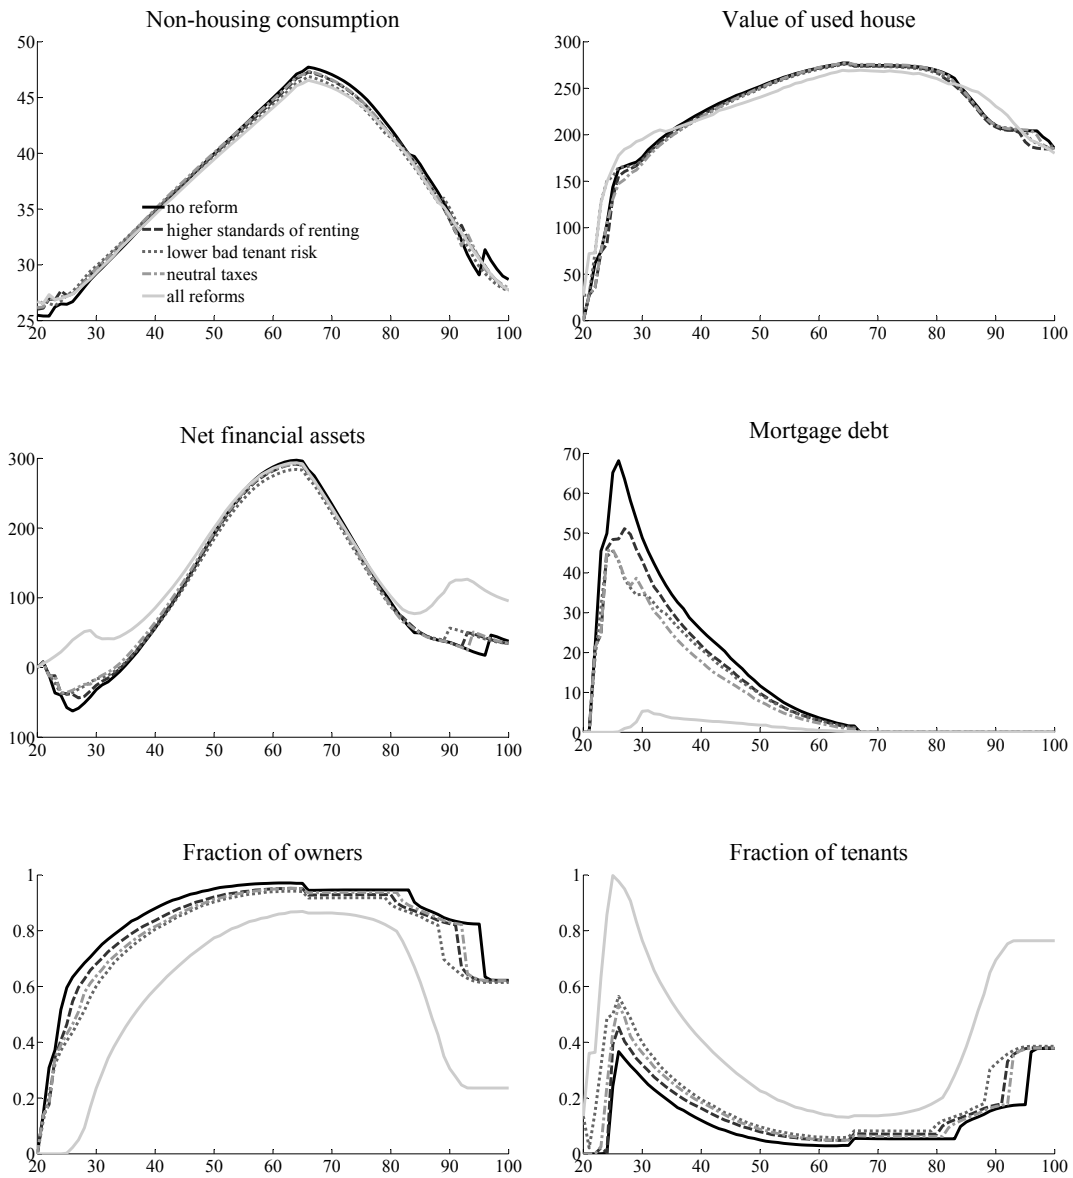 Non-housing consumption
50
45
40
35
30
25
no reform
higher standards of renting
lower bad tenant risk
neutral taxes
all reforms
20 30 40 50 60 70 80 90 100
Value of used house
300
250
200
150
100
50
0
20 30 40 50 60 70 80 90 100
Net financial assets
300
200
100
0
100
20 30 40 50 60 70 80 90 100
Mortgage debt
70
60
50
40
30
20
10
0
20 30 40 50 60 70 80 90 100
Fraction of owners
1
0.8
0.6
0.4
0.2
0
20 30 40 50 60 70 80 90 100
Fraction of tenants
1
0.8
0.6
0.4
0.2
0
20 30 40 50 60 70 80 90 100